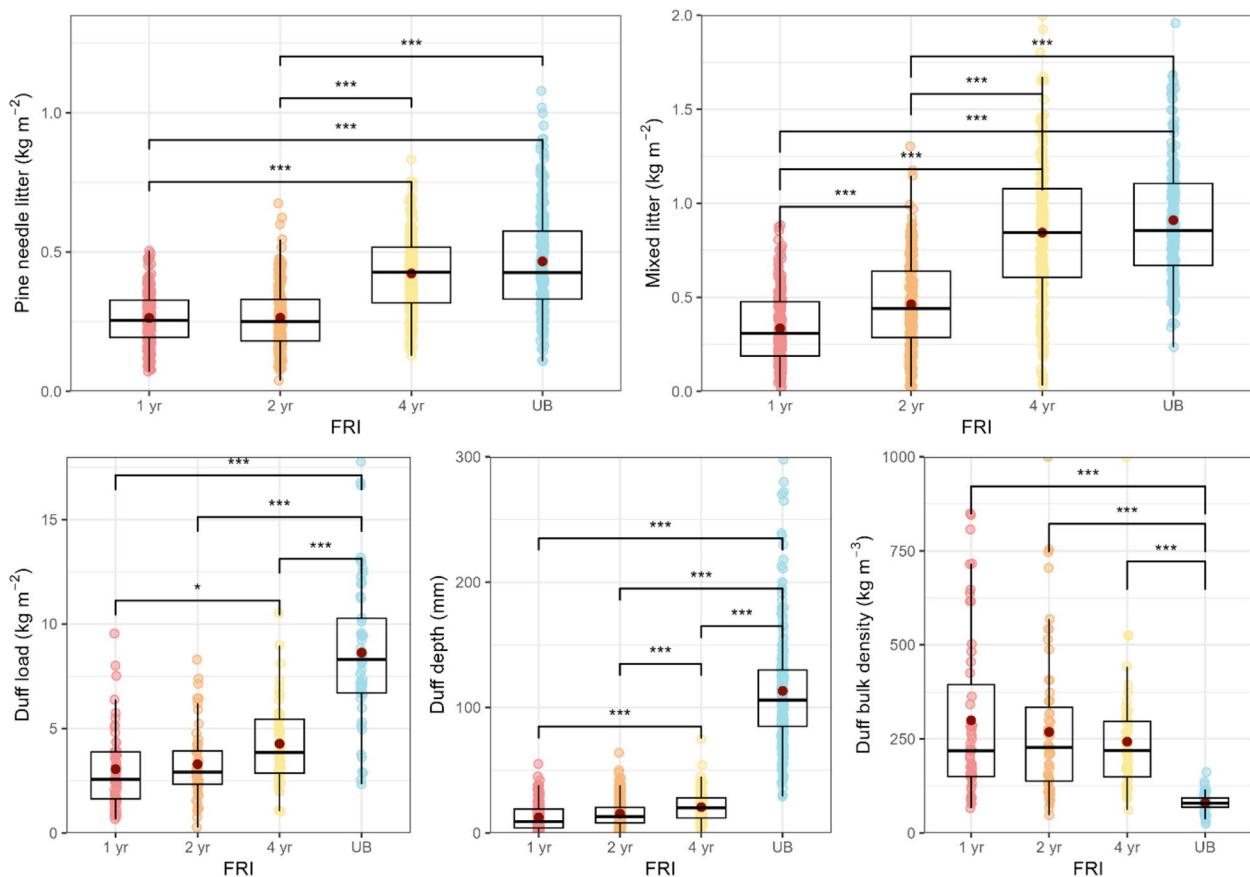 Pine needle litter (kg m−2)
1.0
0.5
0.0
***
***
***
***
1 yr 2 yr 4 yr UB
FRI
Mixed litter (kg m−2)
2.0
1.5
1.0
0.5
0.0
***
***
***
***
***
1 yr 2 yr 4 yr UB
FRI
Duff load (kg m−2)
15
10
5
0
***
***
***
*
1 yr 2 yr 4 yr UB
FRI
Duff depth (mm)
300
200
100
0
***
***
***
***
***
1 yr 2 yr 4 yr UB
FRI
Duff bulk density (kg m−3)
1000
750
500
250
0
***
***
***
1 yr 2 yr 4 yr UB
FRI